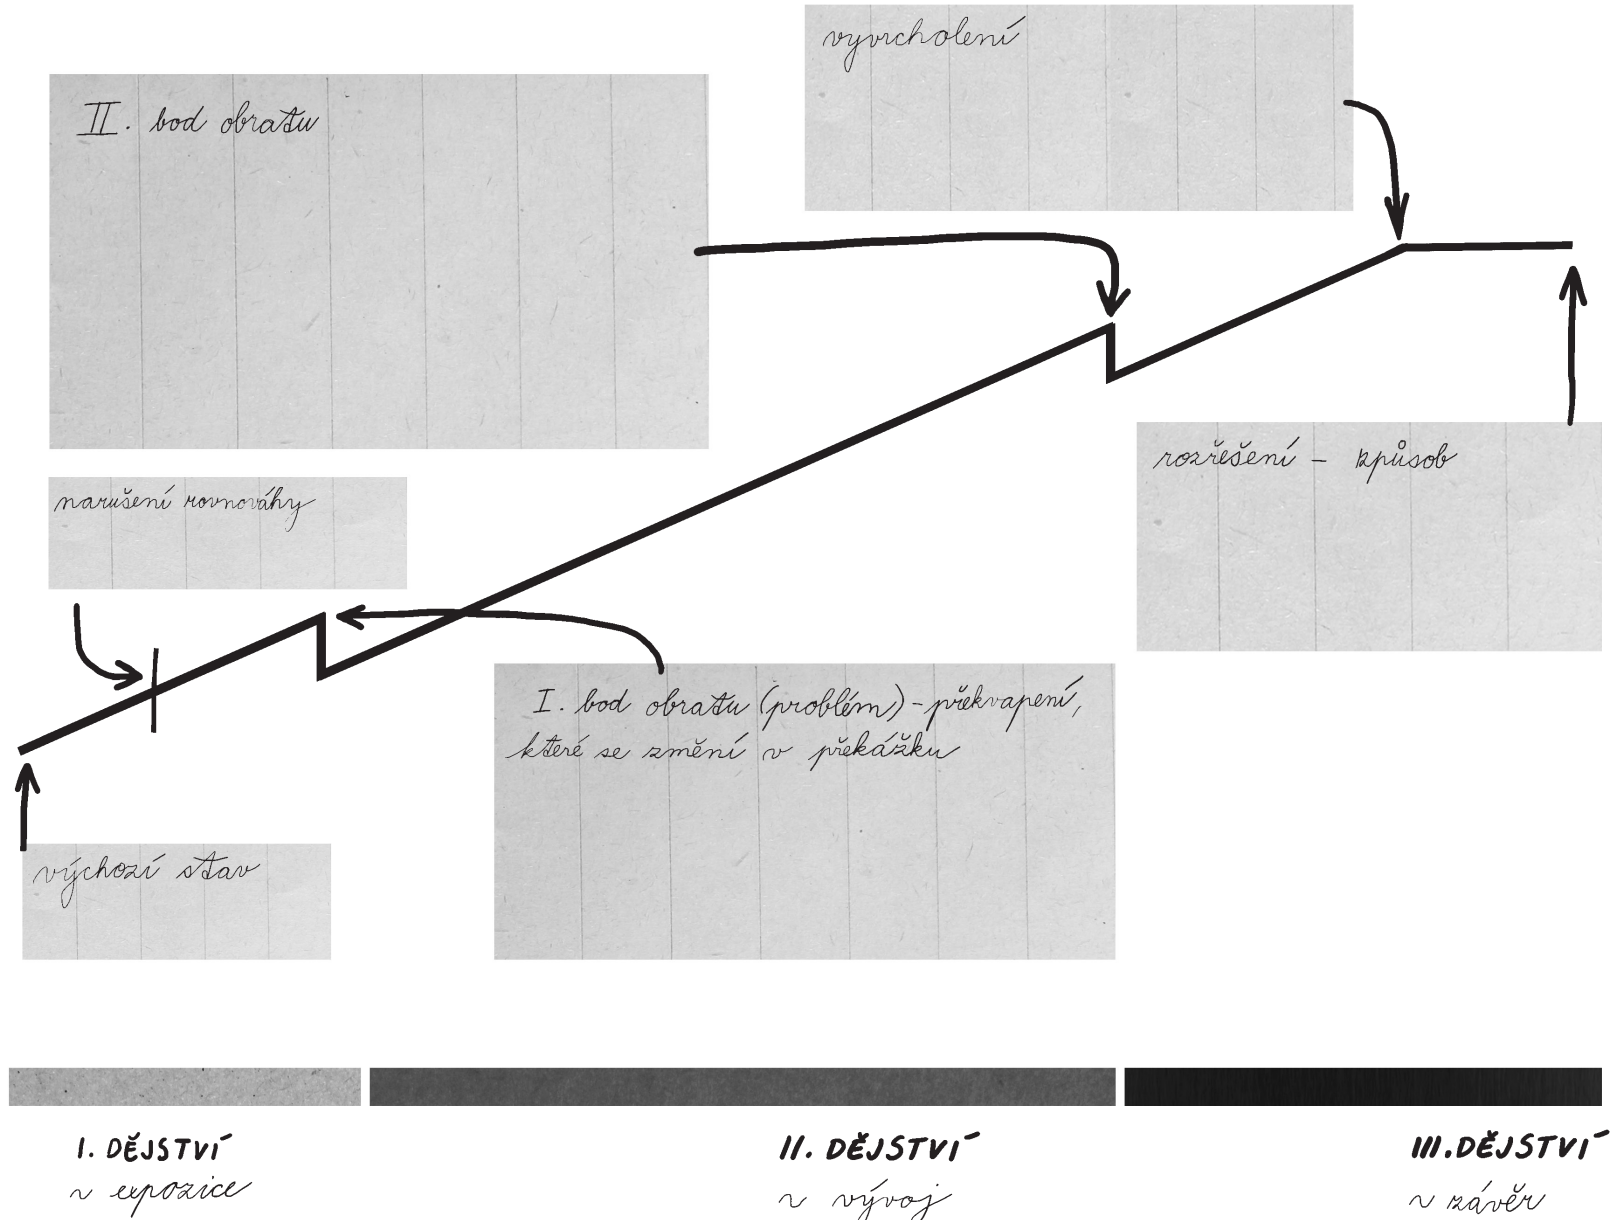 vyvrcholení
II. bod obratu
rozřešení – způsob
narušení rovnováhy
I. bod obratu (problém) – překvapení,
které se změní v překážku
výchozí stav
I. DĚJSTVÍ
~ expozice
II. DĚJSTVÍ
~ vývoj
III. DĚJSTVÍ
~ závěr